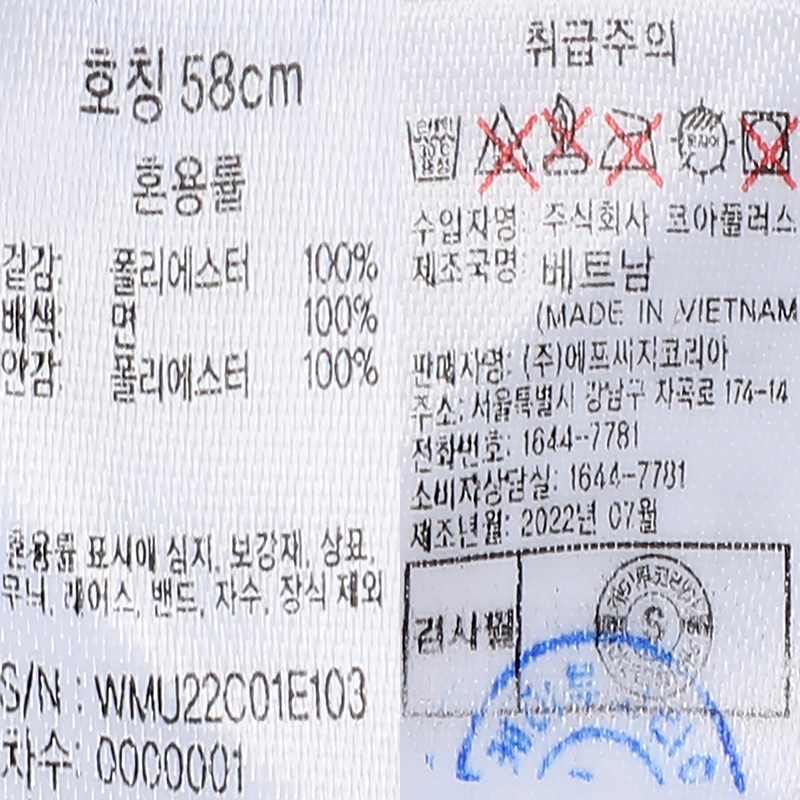 호칭 58cm
혼용률
겉감: 폴리에스터 100%
배색: 면 100%
안감: 폴리에스터 100%
혼용률 표시에 심지, 보강재, 상표,
무늬, 레이스, 밴드, 자수, 장식 제외
S/N : WMU22C01E103
차수: 0000001
취급주의
수입자명: 주식회사 코아플러스
제조국명: 베트남
(MADE IN VIETNAM
판매자명: (주)에프씨지코리아
주소: 서울특별시 강남구 자곡로 174-14
전화번호: 1644-7781
소비자상담실: 1644-7781
제조년월: 2022년 07월
검사필
S